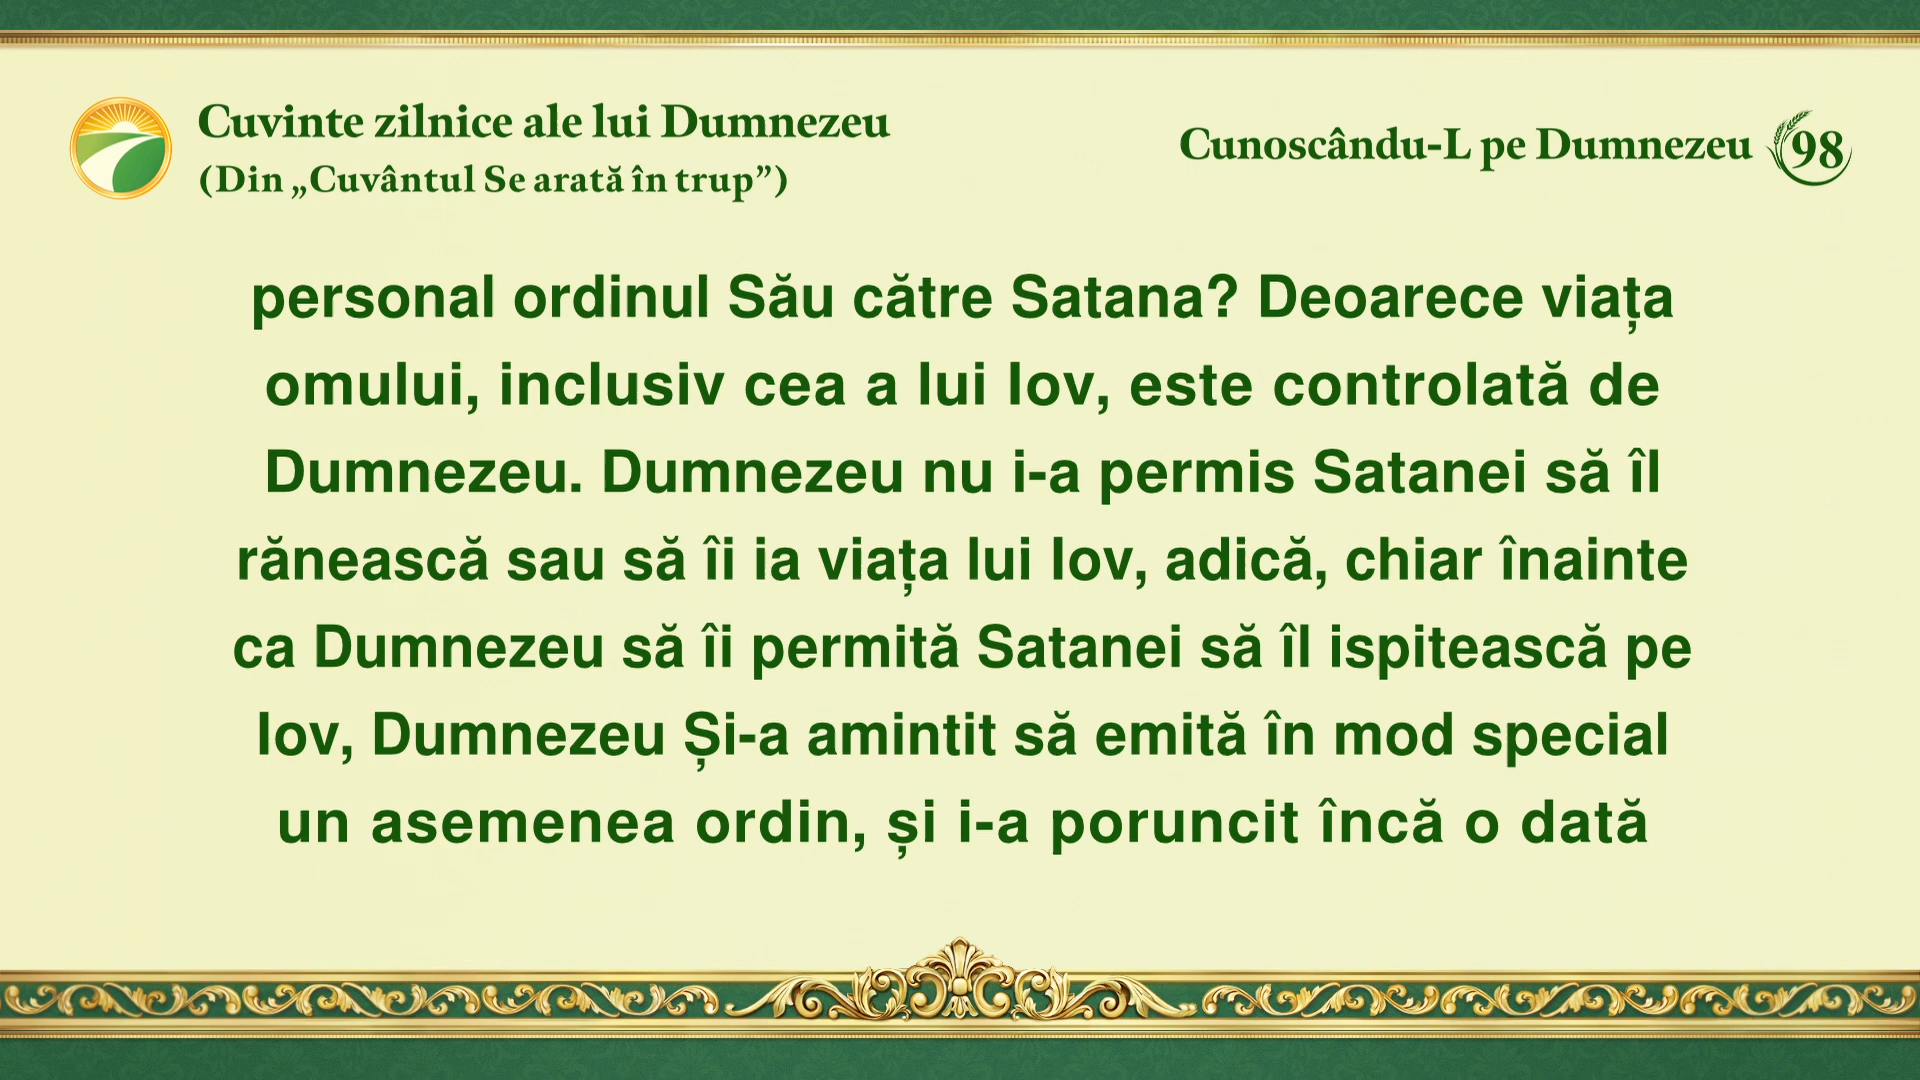 Cuvinte zilnice ale lui Dumnezeu
(Din „Cuvântul Se arată în trup”)
Cunoscându-L pe Dumnezeu 98
personal ordinul Său către Satana? Deoarece viața
omului, inclusiv cea a lui Iov, este controlată de
Dumnezeu. Dumnezeu nu i-a permis Satanei să îl
rănească sau să îi ia viața lui Iov, adică, chiar înainte
ca Dumnezeu să îi permită Satanei să îl ispitească pe
Iov, Dumnezeu Și-a amintit să emită în mod special
un asemenea ordin, și i-a poruncit încă o dată